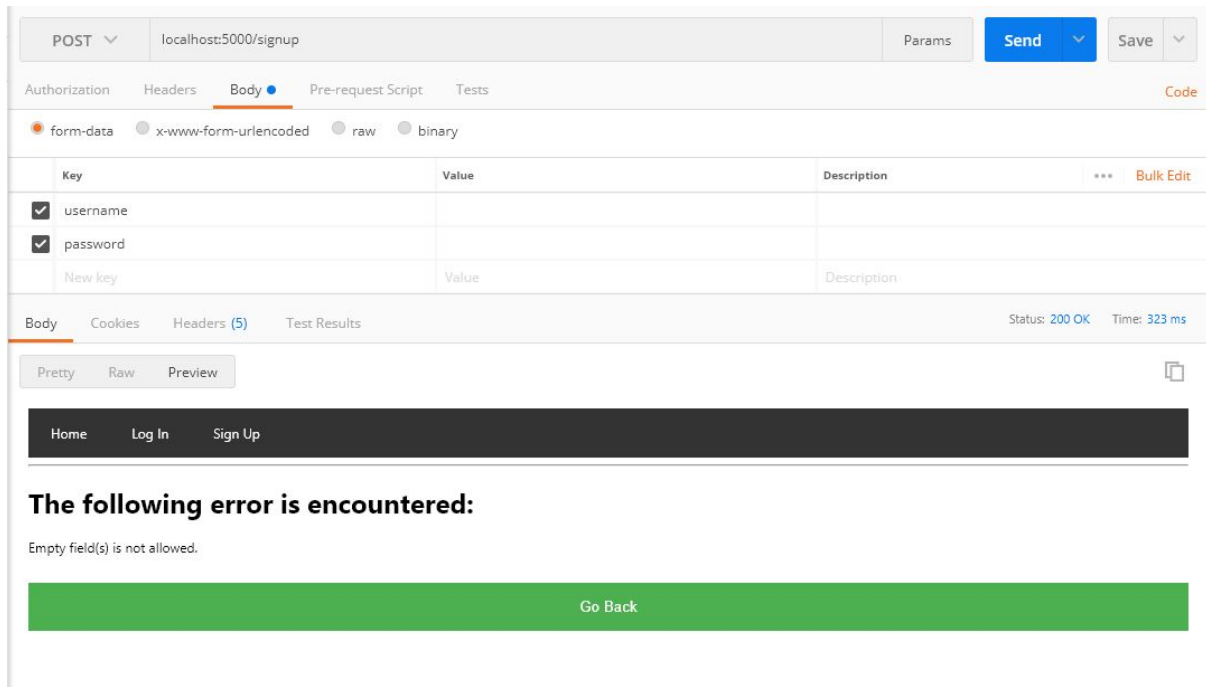 POST localhost:5000/signup Params Send Save
Authorization Headers Body Pre-request Script Tests Code
form-data x-www-form-urlencoded raw binary
Key Value Description Bulk Edit
username
password
New key Value Description
Body Cookies Headers (5) Test Results Status: 200 OK Time: 323 ms
Pretty Raw Preview
Home Log In Sign Up
The following error is encountered:
Empty field(s) is not allowed.
Go Back